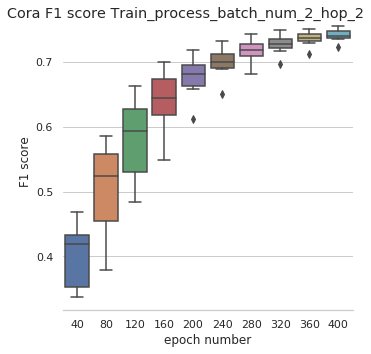 Cora F1 score Train_process_batch_num_2_hop_2
0.7
0.6
0.5
0.4
F1 score
40 80 120 160 200 240 280 320 360 400
epoch number